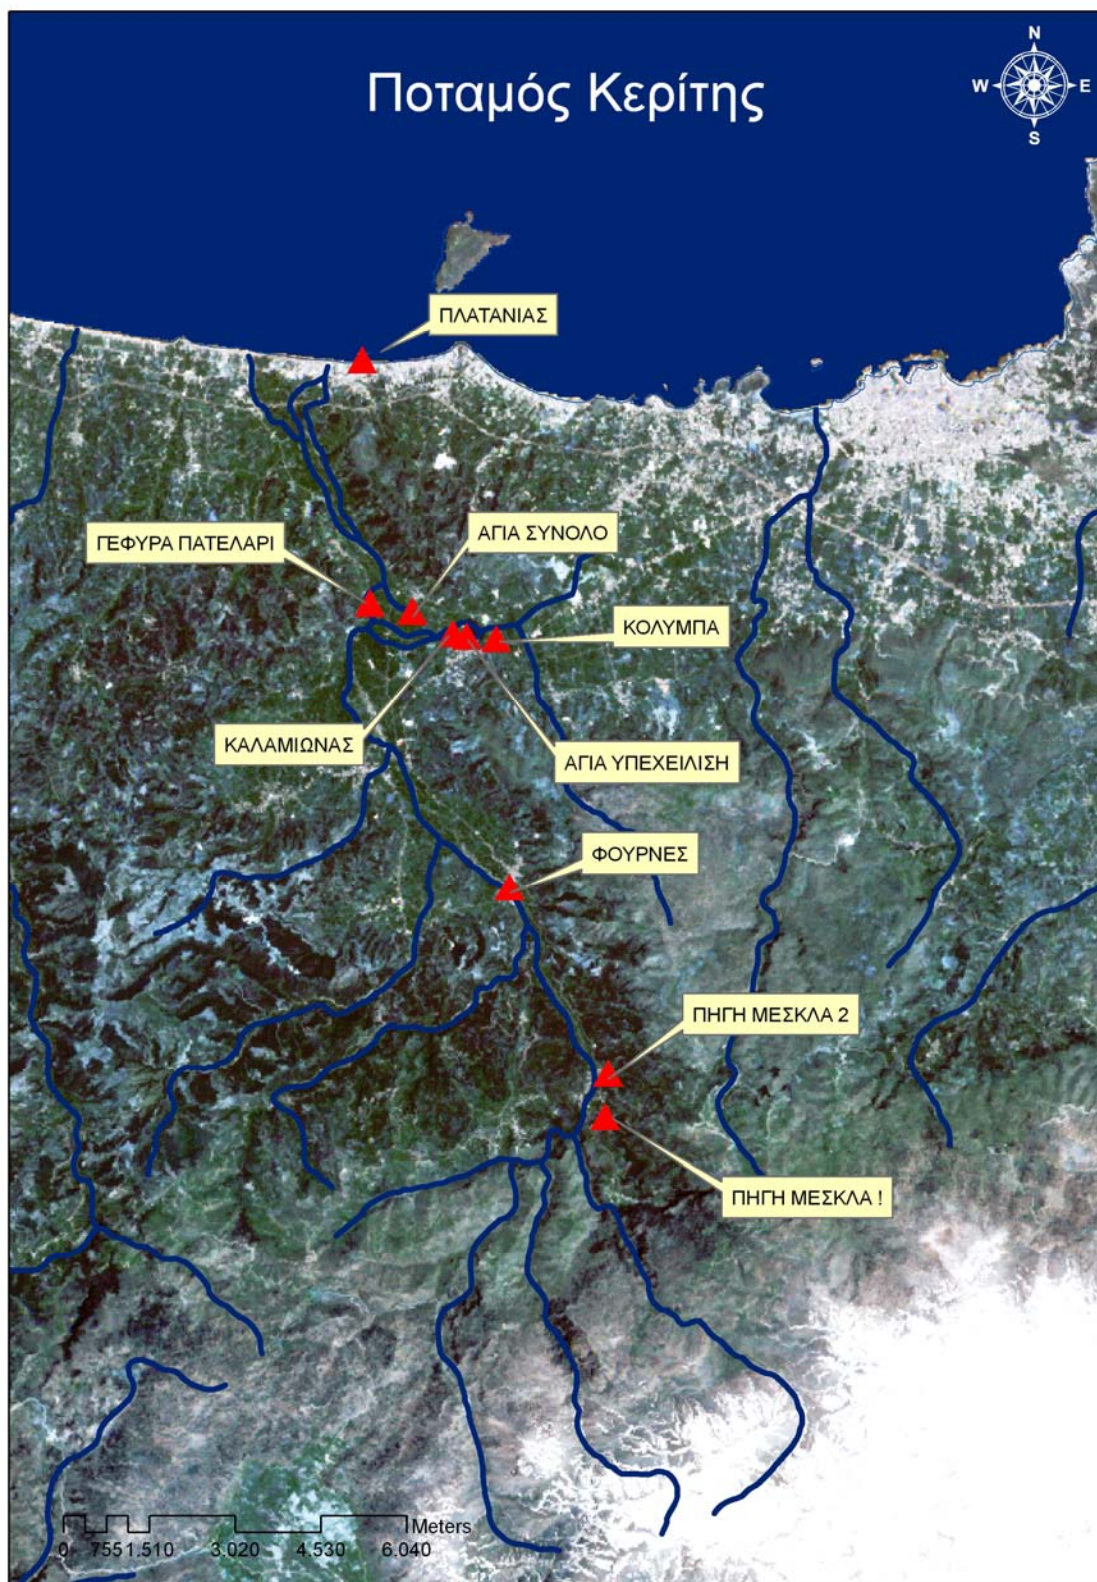 Ποταμός Κερίτης
N
W E
S
ΠΛΑΤΑΝΙΑΣ
ΑΓΙΑ ΣΥΝΟΛΟ
ΓΕΦΥΡΑ ΠΑΤΕΛΑΡΙ
ΚΟΛΥΜΠΑ
ΚΑΛΑΜΙΩΝΑΣ
ΑΓΙΑ ΥΠΕΧΕΙΛΙΣΗ
ΦΟΥΡΝΕΣ
ΠΗΓΗ ΜΕΣΚΛΑ 2
ΠΗΓΗ ΜΕΣΚΛΑ !
Meters
0 755 1.510 3.020 4.530 6.040